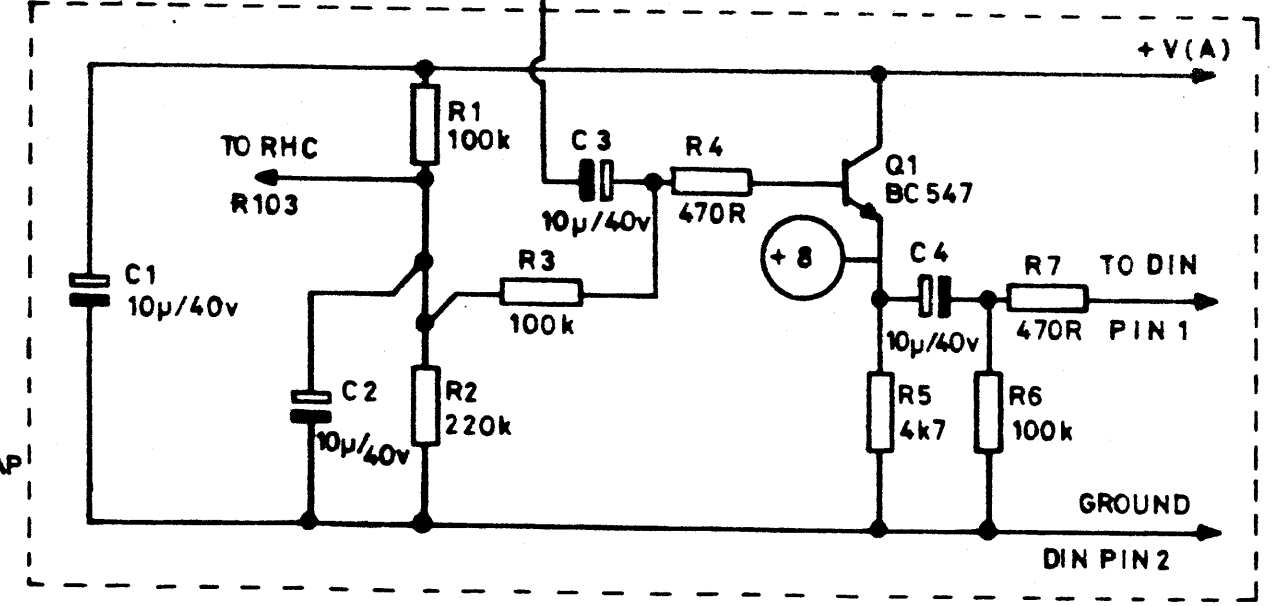 + V(A)
R1
100k
TO RHC
R103
C3
10µ/40v
R4
470R
Q1
BC547
+ 8
C4
10µ/40v
R7
470R
TO DIN
PIN 1
C1
10µ/40v
R3
100k
C2
10µ/40v
R2
220k
R5
4k7
R6
100k
GROUND
DIN PIN 2